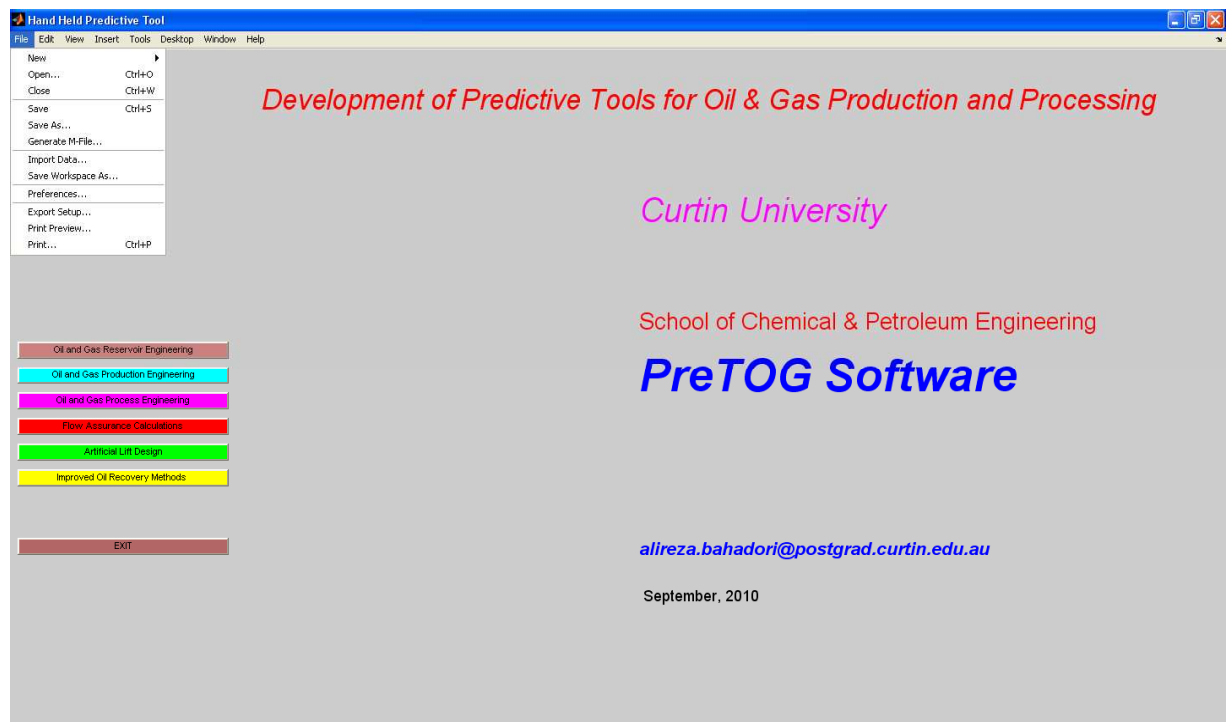 Hand Held Predictive Tool
File Edit View Insert Tools Desktop Window Help
New
Open... Ctrl+O
Close Ctrl+W
Save Ctrl+S
Save As...
Generate M-File...
Import Data...
Save Workspace As...
Preferences...
Export Setup...
Print Preview...
Print... Ctrl+P
Development of Predictive Tools for Oil & Gas Production and Processing
Curtin University
School of Chemical & Petroleum Engineering
PreTOG Software
Oil and Gas Reservoir Engineering
Oil and Gas Production Engineering
Oil and Gas Process Engineering
Flow Assurance Calculations
Artificial Lift Design
Improved Oil Recovery Methods
EXIT
alireza.bahadori@postgrad.curtin.edu.au
September, 2010